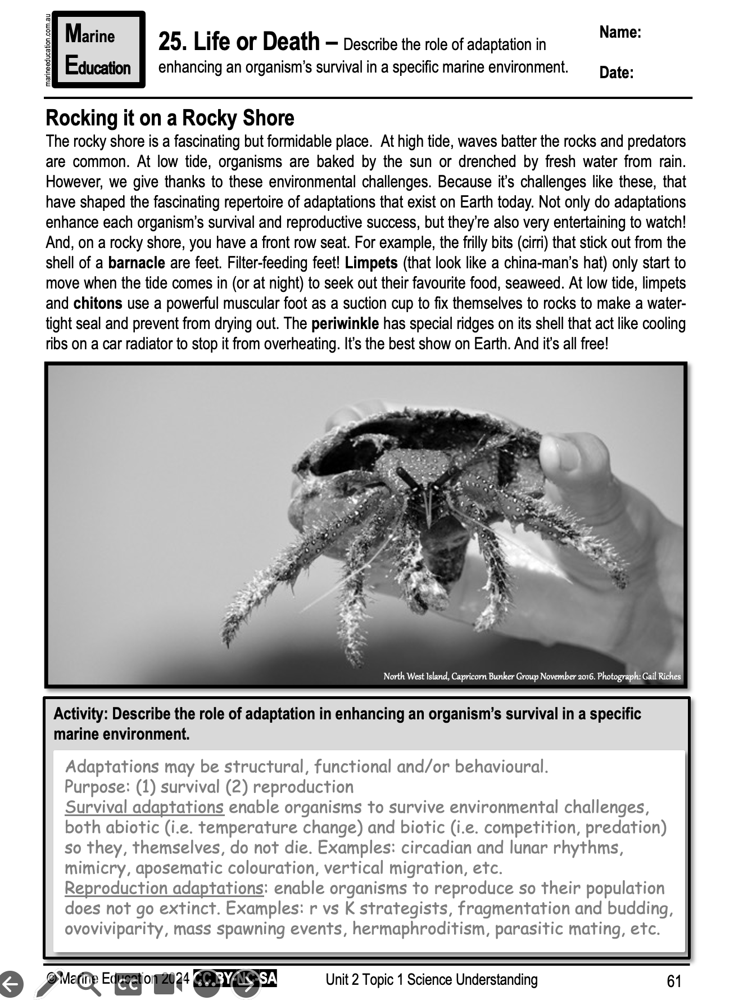 marineeducation.com.au
Marine
Education
25. Life or Death – Describe the role of adaptation in
enhancing an organism's survival in a specific marine environment.
Name:
Date:
Rocking it on a Rocky Shore
The rocky shore is a fascinating but formidable place. At high tide, waves batter the rocks and predators
are common. At low tide, organisms are baked by the sun or drenched by fresh water from rain.
However, we give thanks to these environmental challenges. Because it's challenges like these, that
have shaped the fascinating repertoire of adaptations that exist on Earth today. Not only do adaptations
enhance each organism's survival and reproductive success, but they're also very entertaining to watch!
And, on a rocky shore, you have a front row seat. For example, the frilly bits (cirri) that stick out from the
shell of a barnacle are feet. Filter-feeding feet! Limpets (that look like a china-man's hat) only start to
move when the tide comes in (or at night) to seek out their favourite food, seaweed. At low tide, limpets
and chitons use a powerful muscular foot as a suction cup to fix themselves to rocks to make a water-
tight seal and prevent from drying out. The periwinkle has special ridges on its shell that act like cooling
ribs on a car radiator to stop it from overheating. It's the best show on Earth. And it's all free!
North West Island, Capricorn Bunker Group November 2016. Photograph: Gail Riches
Activity: Describe the role of adaptation in enhancing an organism's survival in a specific
marine environment.
Adaptations may be structural, functional and/or behavioural.
Purpose: (1) survival (2) reproduction
Survival adaptations enable organisms to survive environmental challenges,
both abiotic (i.e. temperature change) and biotic (i.e. competition, predation)
so they, themselves, do not die. Examples: circadian and lunar rhythms,
mimicry, aposematic colouration, vertical migration, etc.
Reproduction adaptations: enable organisms to reproduce so their population
does not go extinct. Examples: r vs K strategists, fragmentation and budding,
ovoviviparity, mass spawning events, hermaphroditism, parasitic mating, etc.
© Marine Education 2024 CC BY-NC-SA
CC
Unit 2 Topic 1 Science Understanding
61